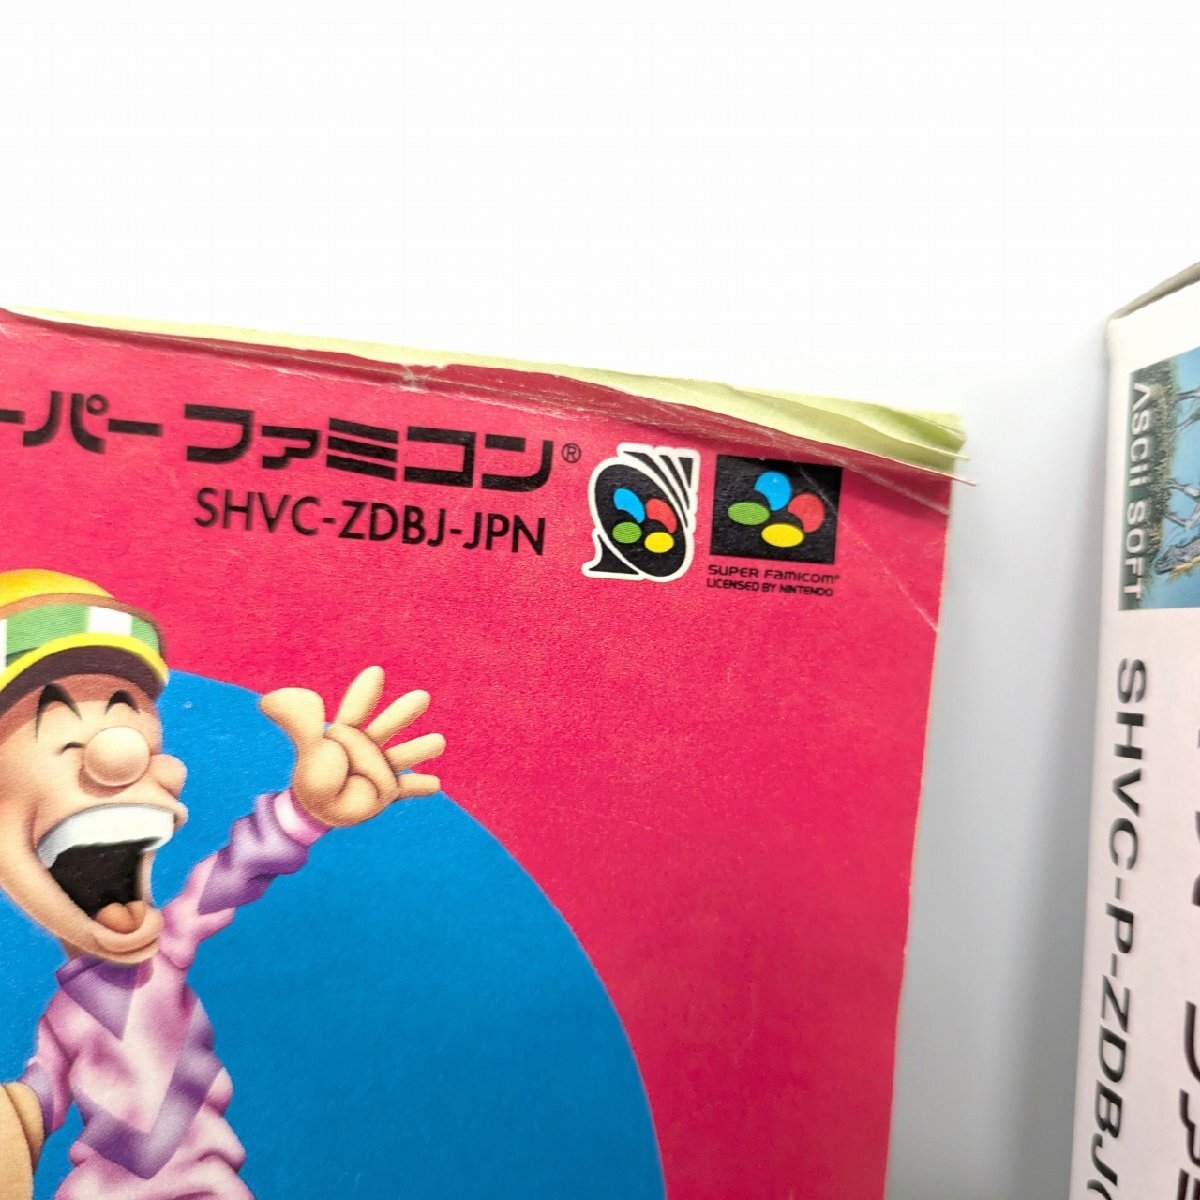 ーパーファミコン®
SHVC-ZDBJ-JPN
SUPER FAMICOM®
LICENSED BY NINTENDO
ASCII SOFT
SHVC-P-ZDBJ(